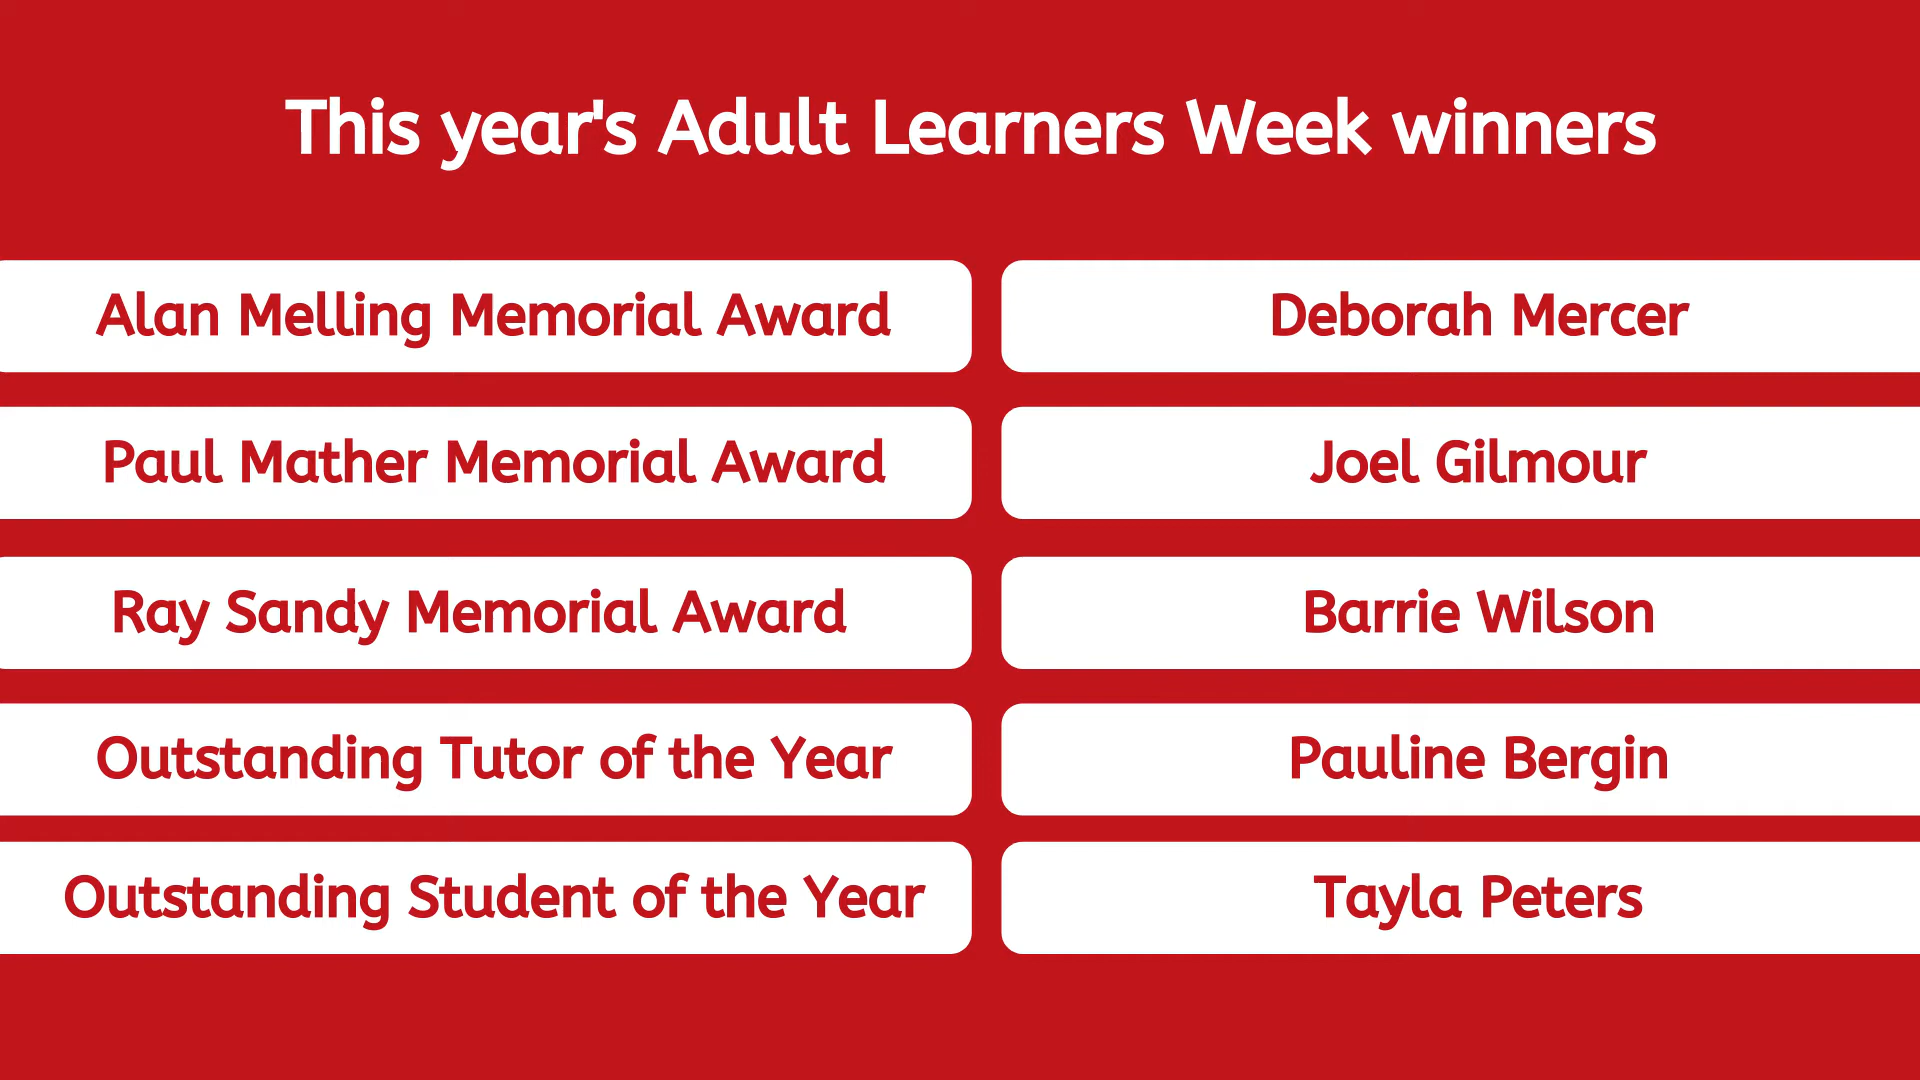 This year's Adult Learners Week winners
Alan Melling Memorial Award
Deborah Mercer
Paul Mather Memorial Award
Joel Gilmour
Ray Sandy Memorial Award
Barrie Wilson
Outstanding Tutor of the Year
Pauline Bergin
Outstanding Student of the Year
Tayla Peters